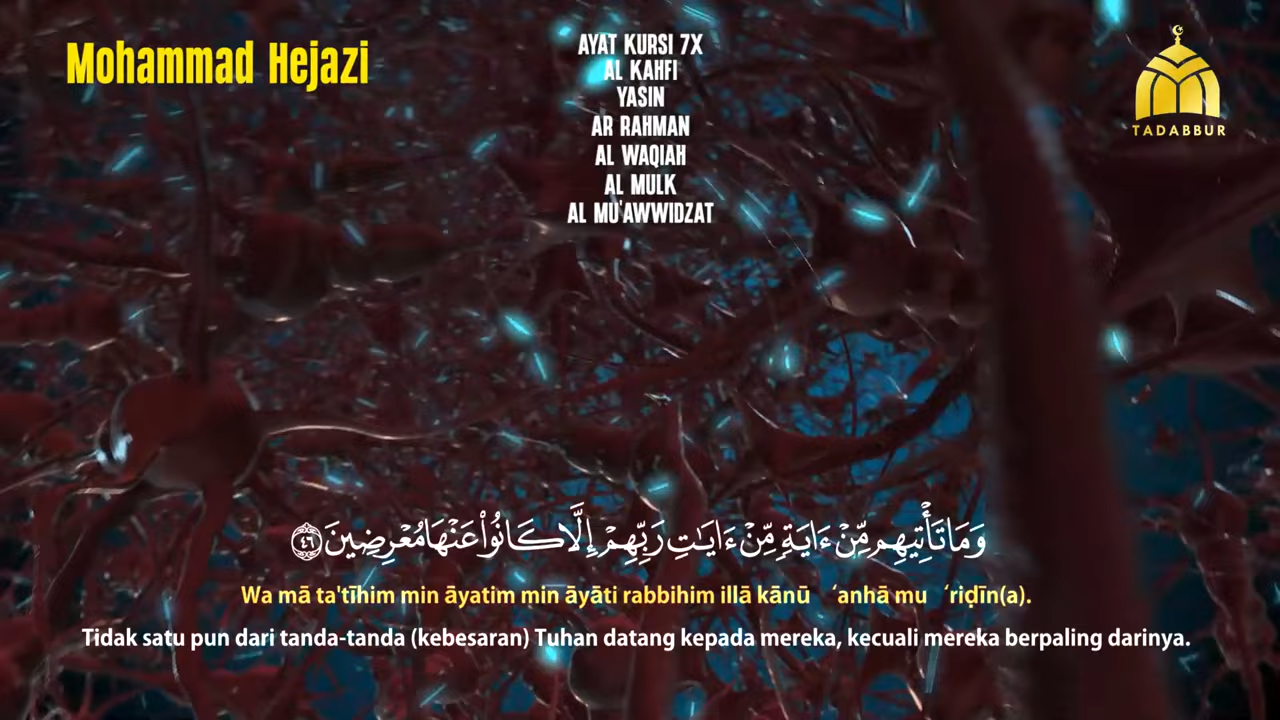 Mohammad Hejazi
AYAT KURSI 7X
AL KAHFI
YASIN
AR RAHMAN
AL WAQIAH
AL MULK
AL MU'AWWIDZAT
TADABBUR
وَمَا تَأْتِيهِم مِّنْ ءَايَةٍ مِّنْ ءَايَـٰتِ رَبِّهِمْ إِلَّا كَانُوا۟ عَنْهَا مُعْرِضِينَ ٤٦
Wa mā ta'tīhim min āyatim min āyāti rabbihim illā kānū ‘anhā mu ‘riḍīn(a).
Tidak satu pun dari tanda-tanda (kebesaran) Tuhan datang kepada mereka, kecuali mereka berpaling darinya.